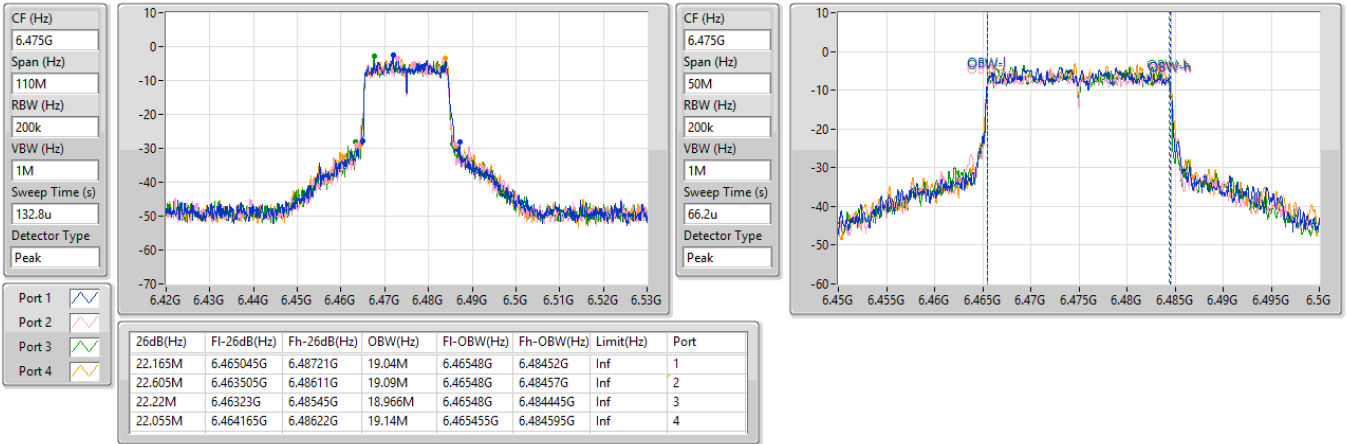 CF (Hz)
6.475G
Span (Hz)
110M
RBW (Hz)
200k
VBW (Hz)
1M
Sweep Time (s)
132.8u
Detector Type
Peak
10-
0-
-10-
-20-
-30-
-40-
-50-
-60-
-70-
6.42G 6.43G 6.44G 6.45G 6.46G 6.47G 6.48G 6.49G 6.5G 6.51G 6.52G 6.53G
CF (Hz)
6.475G
Span (Hz)
50M
RBW (Hz)
200k
VBW (Hz)
1M
Sweep Time (s)
66.2u
Detector Type
Peak
10-
0-
-10-
-20-
-30-
-40-
-50-
-60-
OBW-l OBW-h
6.45G 6.455G 6.46G 6.465G 6.47G 6.475G 6.48G 6.485G 6.49G 6.495G 6.5G
Port 1
Port 2
Port 3
Port 4
26dB(Hz) Fl-26dB(Hz) Fh-26dB(Hz) OBW(Hz) Fl-OBW(Hz) Fh-OBW(Hz) Limit(Hz) Port
22.165M 6.465045G 6.48721G 19.04M 6.46548G 6.48452G Inf 1
22.605M 6.463505G 6.48611G 19.09M 6.46548G 6.48457G Inf 2
22.22M 6.46323G 6.48545G 18.966M 6.46548G 6.484445G Inf 3
22.055M 6.464165G 6.48622G 19.14M 6.465455G 6.484595G Inf 4